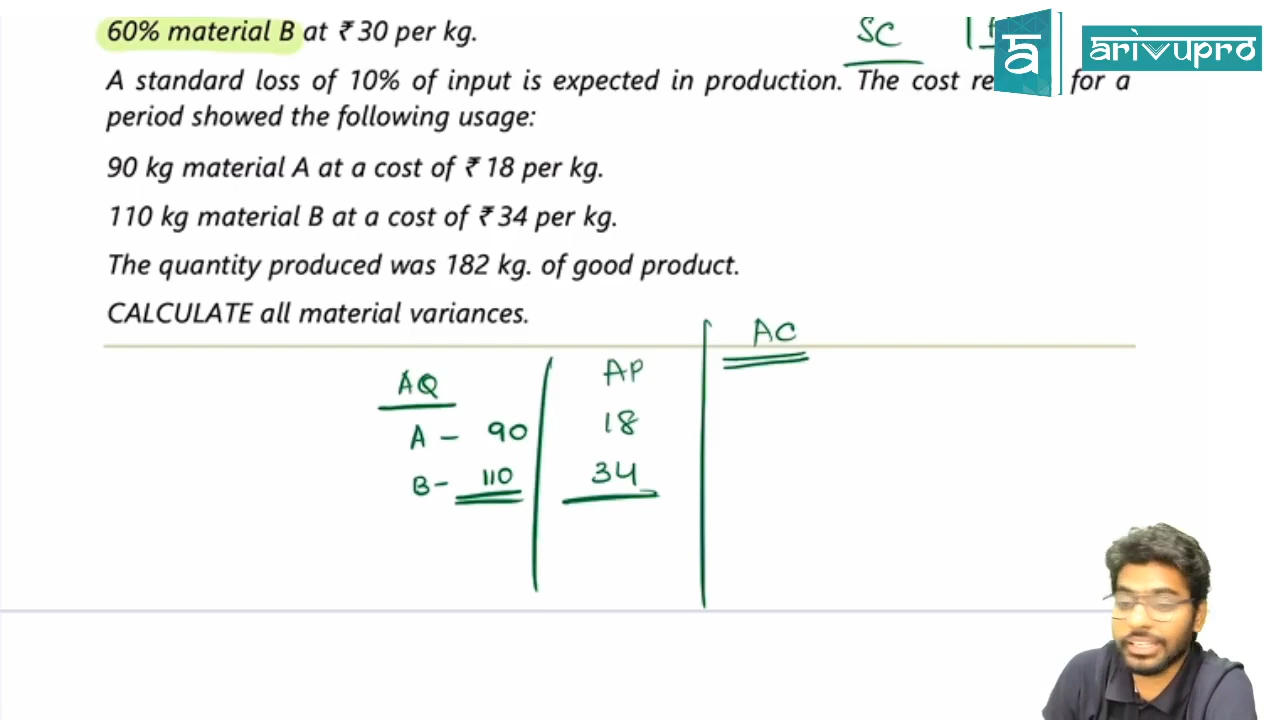 60% material B at ₹ 30 per kg.
SC
अ
arivupro
A standard loss of 10% of input is expected in production. The cost for a
period showed the following usage:
90 kg material A at a cost of ₹ 18 per kg.
110 kg material B at a cost of ₹ 34 per kg.
The quantity produced was 182 kg. of good product.
CALCULATE all material variances.
AQ AP AC
A - 90 18
B - 110 34